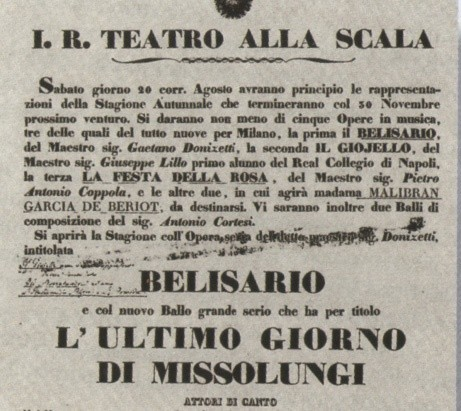 I. R. TEATRO ALLA SCALA
Sabato giorno 20 corr. Agosto avranno principio le rappresenta-
zioni della Stagione Autunnale che termineranno col 30 Novembre
prossimo venturo. Si daranno non meno di cinque Opere in musica,
tre delle quali del tutto nuove per Milano, la prima il BELISARIO,
del Maestro sig. Gaetano Donizetti, la seconda IL GIOJELLO, del
Maestro sig. Giuseppe Lillo primo alunno del Real Collegio di Napoli,
la terza LA FESTA DELLA ROSA, del Maestro sig. Pietro
Antonio Coppola, e le altre due, in cui agirà madama MALIBRAN
GARCIA DE BERIOT, da destinarsi. Vi saranno inoltre due Balli di
composizione del sig. Antonio Cortesi.
Si aprirà la Stagione coll'Opera seria sig. Donizetti,
intitolata
BELISARIO
e col nuovo Ballo grande serio che ha per titolo
L'ULTIMO GIORNO
DI MISSOLUNGI
ATTORI DI CANTO